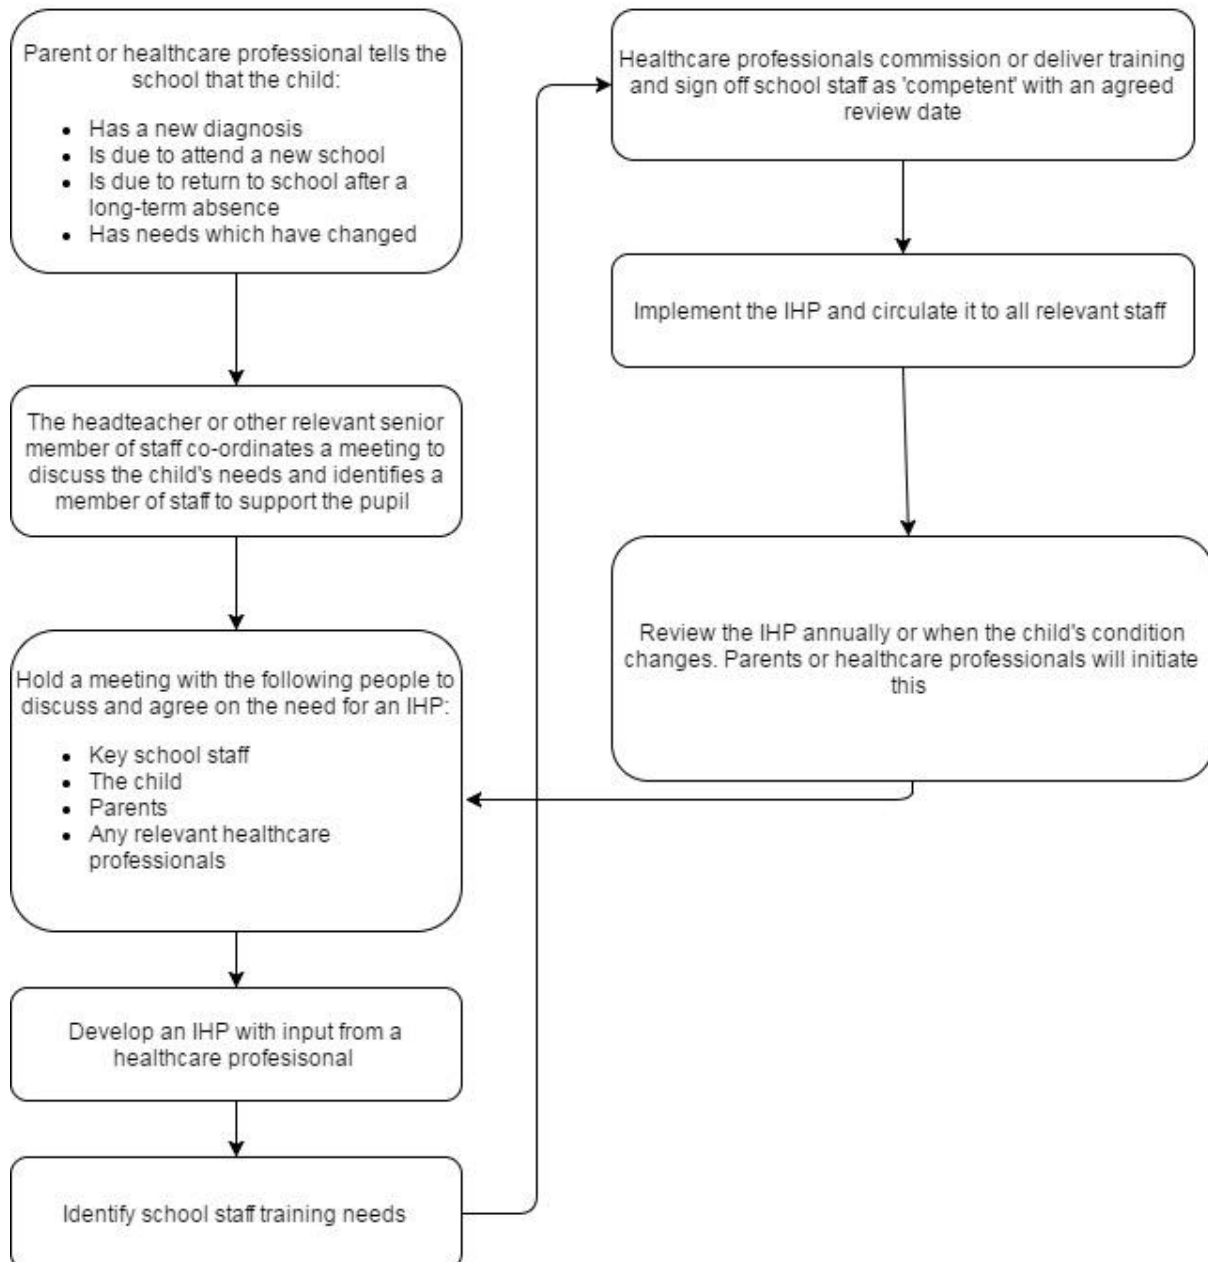 Parent or healthcare professional tells the
school that the child:
• Has a new diagnosis
• Is due to attend a new school
• Is due to return to school after a
long-term absence
• Has needs which have changed
The headteacher or other relevant senior
member of staff co-ordinates a meeting to
discuss the child's needs and identifies a
member of staff to support the pupil
Hold a meeting with the following people to
discuss and agree on the need for an IHP:
• Key school staff
• The child
• Parents
• Any relevant healthcare
professionals
Develop an IHP with input from a
healthcare profesisonal
Identify school staff training needs
Healthcare professionals commission or deliver training
and sign off school staff as 'competent' with an agreed
review date
Implement the IHP and circulate it to all relevant staff
Review the IHP annually or when the child's condition
changes. Parents or healthcare professionals will initiate
this